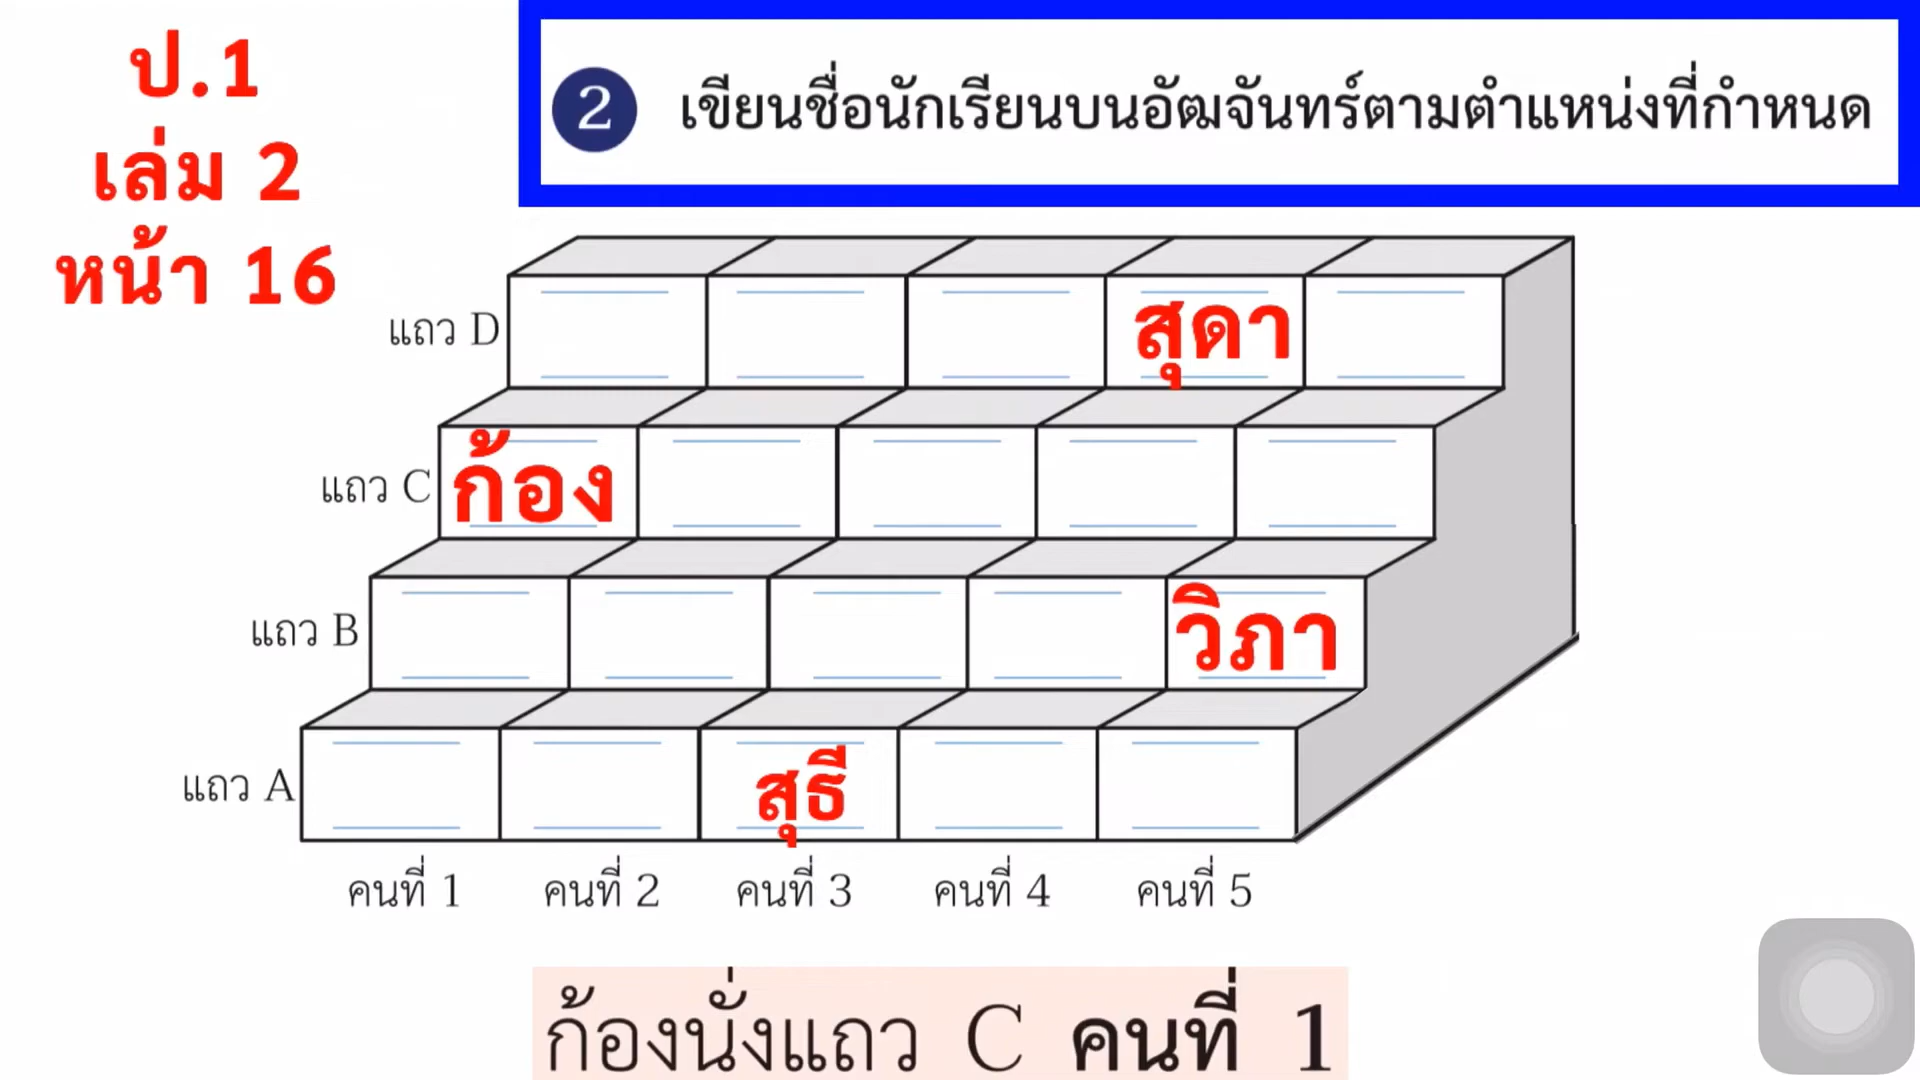 ป.1
เล่ม 2
หน้า 16
2 เขียนชื่อนักเรียนบนอัฒจันทร์ตามตำแหน่งที่กำหนด
แถว D สุดา
แถว C ก้อง
แถว B วิภา
แถว A สุธี
คนที่ 1 คนที่ 2 คนที่ 3 คนที่ 4 คนที่ 5
ก้องนั่งแถว C คนที่ 1